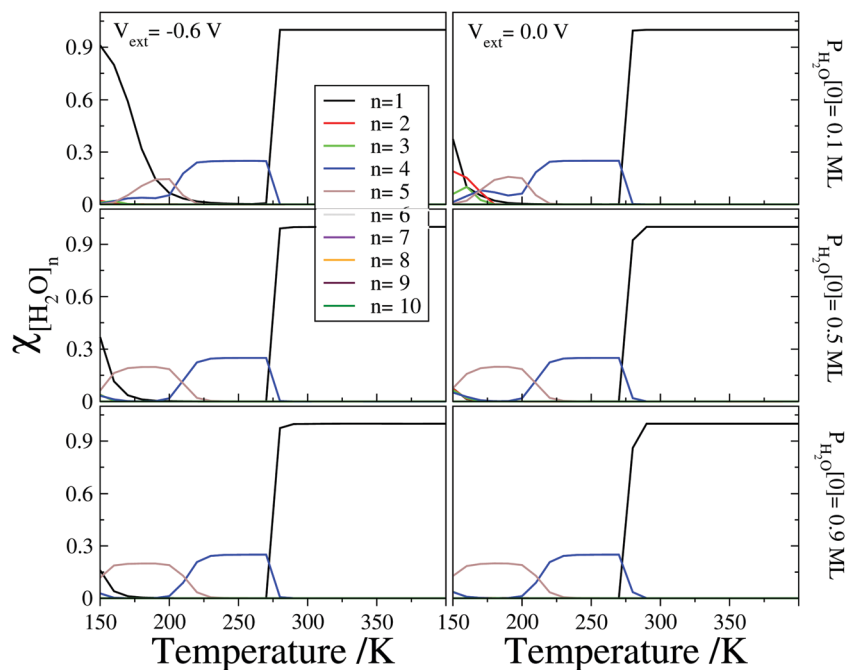 V_ext = -0.6 V
V_ext = 0.0 V
P_H₂O[0]= 0.1 ML
0.9
0.6
0.3
0
n=1
n= 2
n= 3
n= 4
n= 5
n= 6
n= 7
n= 8
n= 9
n= 10
χ[H₂O]ₙ
P_H₂O[0]= 0.5 ML
0.9
0.6
0.3
0
P_H₂O[0]= 0.9 ML
0.9
0.6
0.3
0
150 200 250 300 350
150 200 250 300 350
Temperature /K
Temperature /K